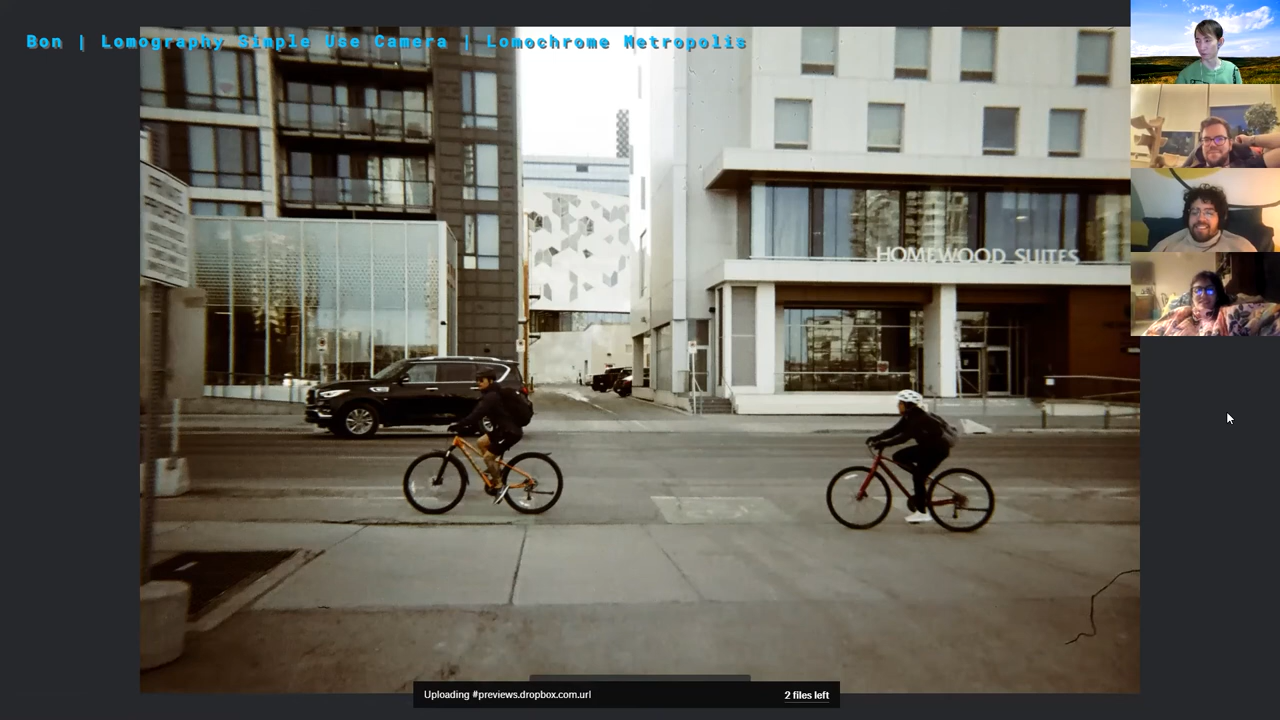 Bon | Lomography Simple Use Camera | Lomochrome Metropolis
HOMEWOOD SUITES
Uploading #previews.dropbox.com.url
2 files left